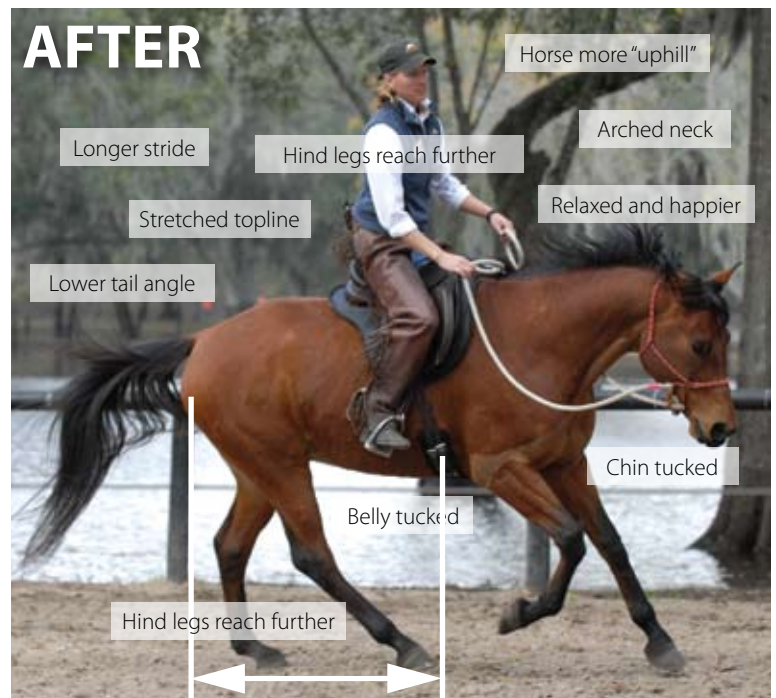 AFTER
Horse more “uphill”
Arched neck
Longer stride
Hind legs reach further
Relaxed and happier
Stretched topline
Lower tail angle
Chin tucked
Belly tucked
Hind legs reach further